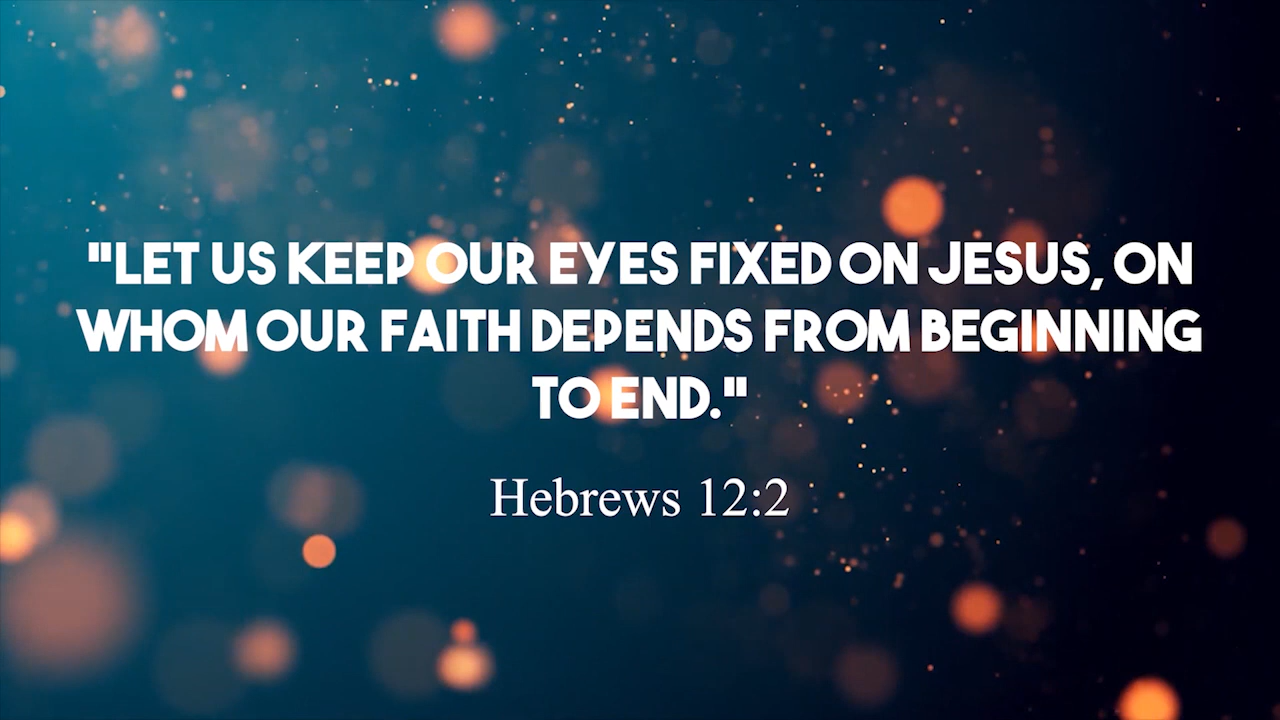 "LET US KEEP OUR EYES FIXED ON JESUS, ON
WHOM OUR FAITH DEPENDS FROM BEGINNING
TO END."
Hebrews 12:2